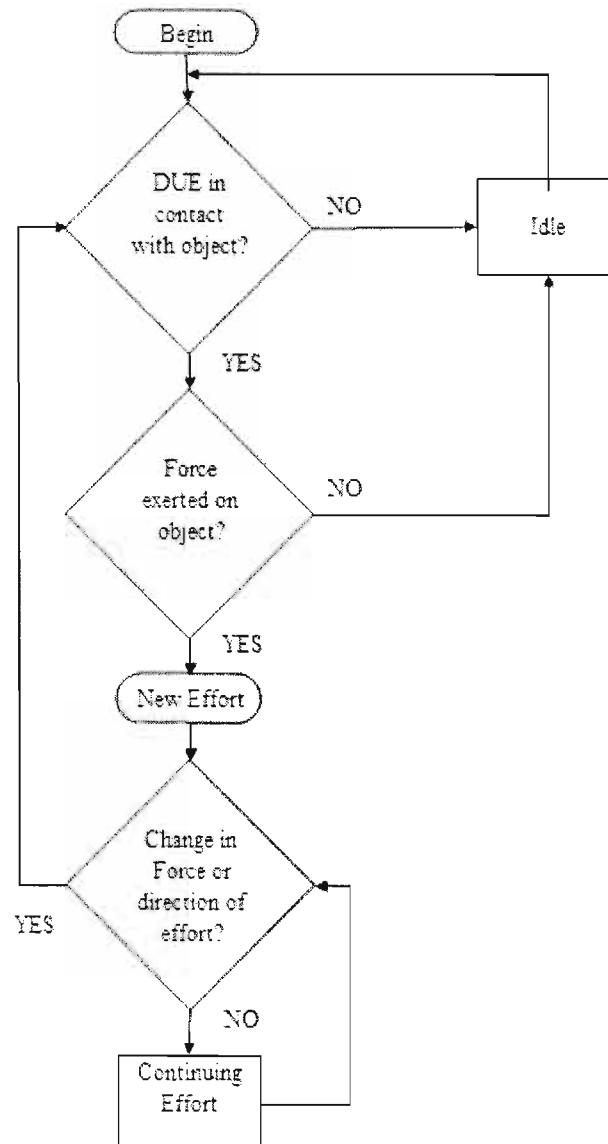 Begin
DUE in
contact
with object?
NO
Idle
YES
Force
exerted on
object?
NO
YES
New Effort
Change in
Force or
direction of
effort?
YES
NO
Continuing
Effort